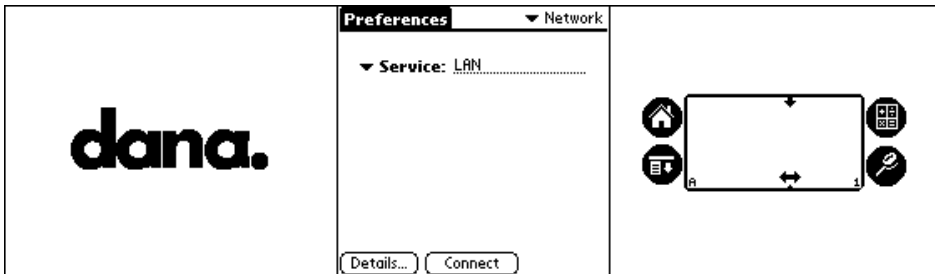 dana.
Preferences
Network
Service: LAN
Details... Connect
A 1